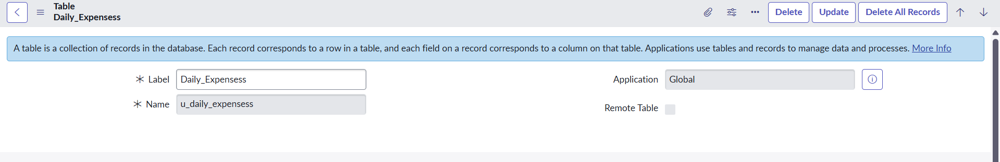 Table
Daily_Expensess
Delete Update Delete All Records
A table is a collection of records in the database. Each record corresponds to a row in a table, and each field on a record corresponds to a column on that table. Applications use tables and records to manage data and processes. More Info
Label Daily_Expensess Application Global
Name u_daily_expensess Remote Table